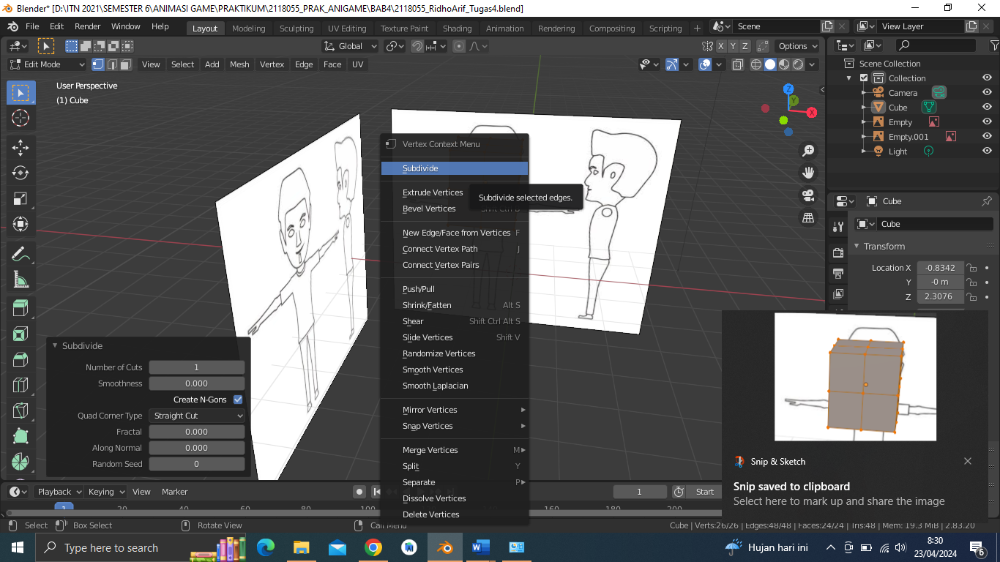 Blender* [D:\ITN 2021\SEMESTER 6\ANIMASI GAME\PRAKTIKUM\2118055_PRAK_ANIGAME\BAB4\2118055_RidhoArif_Tugas4.blend]
File Edit Render Window Help Layout Modeling Sculpting UV Editing Texture Paint Shading Animation Rendering Compositing Scripting + Scene View Layer
Global X Y Z Options
Edit Mode View Select Add Mesh Vertex Edge Face UV
User Perspective
(1) Cube
Z
Y
X
Scene Collection
Collection
Camera
Cube
Empty
Empty.001
Light
Cube
Cube
Transform
Location X -0.8342
Y -0 m
Z 2.3076
Vertex Context Menu
Subdivide
Subdivide selected edges.
Extrude Vertices
Bevel Vertices Shift Ctrl B
New Edge/Face from Vertices F
Connect Vertex Path J
Connect Vertex Pairs
Push/Pull
Shrink/Fatten Alt S
Shear Shift Ctrl Alt S
Slide Vertices Shift V
Randomize Vertices
Smooth Vertices
Smooth Laplacian
Mirror Vertices
Snap Vertices
Merge Vertices M
Split Y
Separate P
Dissolve Vertices
Delete Vertices
Subdivide
Number of Cuts 1
Smoothness 0.000
Create N-Gons
Quad Corner Type Straight Cut
Fractal 0.000
Along Normal 0.000
Random Seed 0
Snip & Sketch
Snip saved to clipboard
Select here to mark up and share the image
Playback Keying View Marker 1 Start
1 20 40 60 80 100 160 200
Select Box Select Rotate View Call Menu Cube | Verts:26/26 | Edges:48/48 | Faces:24/24 | Tris:48 | Mem: 19.3 MiB | 2.83.20
Type here to search Hujan hari ini 8:30
23/04/2024
6